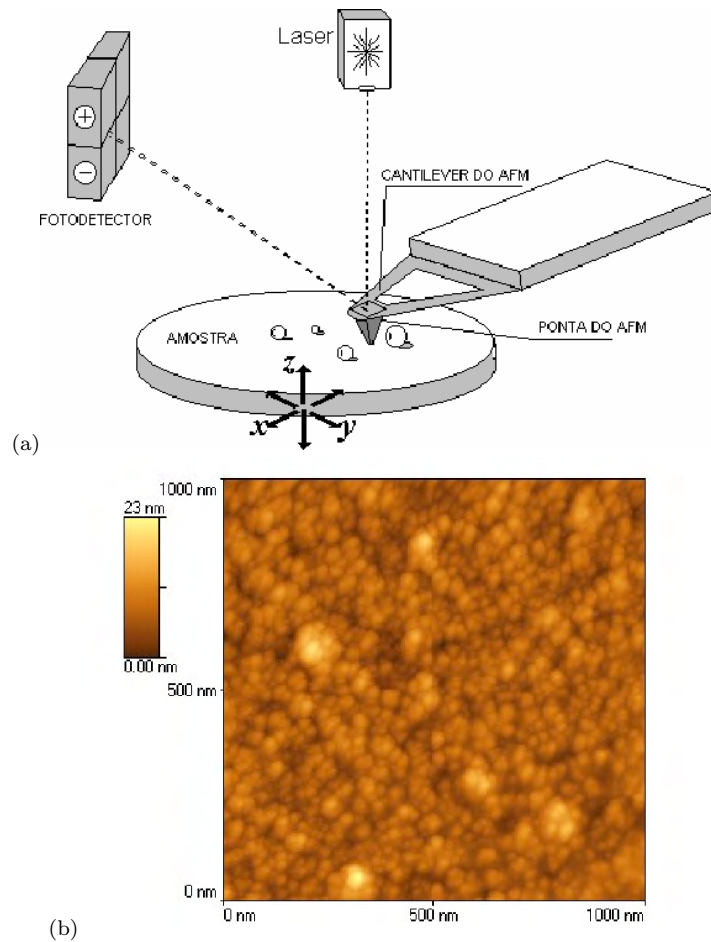 Laser
+
CANTILEVER DO AFM
−
FOTODETECTOR
AMOSTRA
PONTA DO AFM
z
x
y
(a)
1000 nm
23 nm
0.00 nm
500 nm
0 nm
0 nm
500 nm
1000 nm
(b)